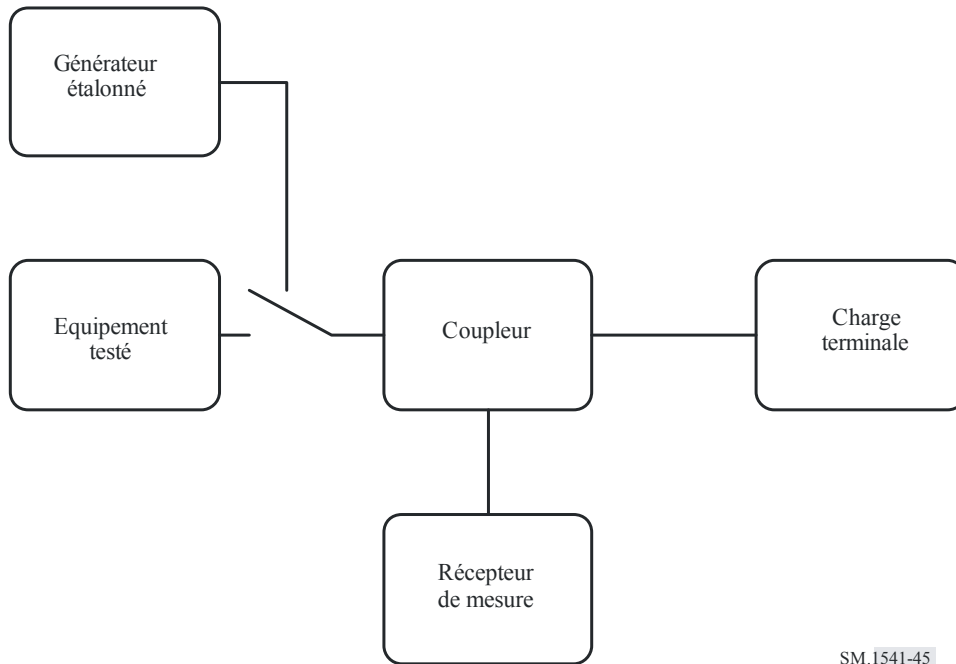 Générateur
étalonné
Equipement
testé
Coupleur
Charge
terminale
Récepteur
de mesure
SM.1541-45